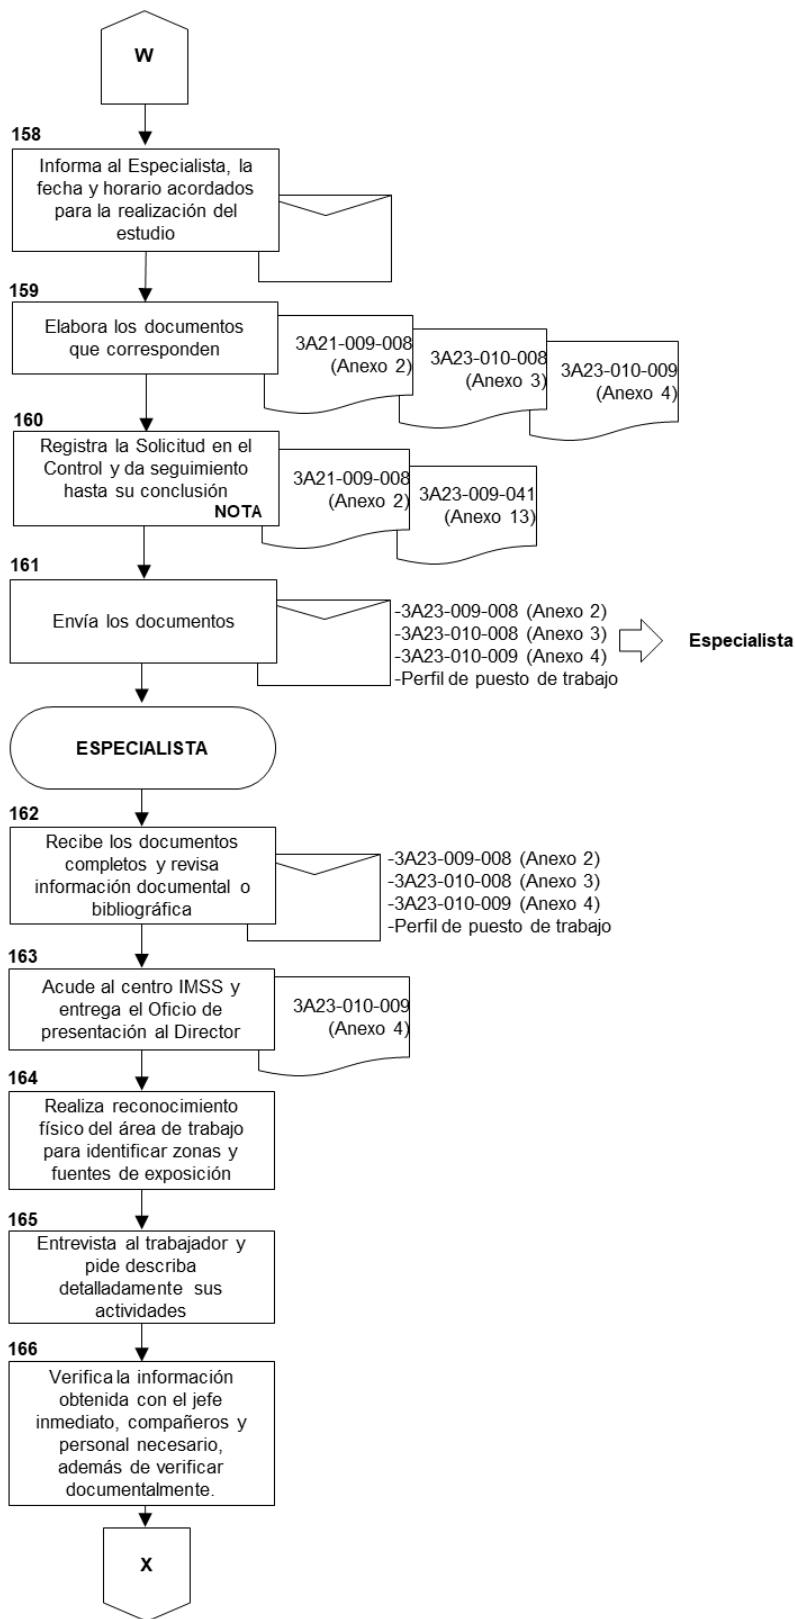 W
158
Informa al Especialista, la
fecha y horario acordados
para la realización del
estudio
159
Elabora los documentos
que corresponden
3A21-009-008
(Anexo 2)
3A23-010-008
(Anexo 3)
3A23-010-009
(Anexo 4)
160
Registra la Solicitud en el
Control y da seguimiento
hasta su conclusión
NOTA
3A21-009-008
(Anexo 2)
3A23-009-041
(Anexo 13)
161
Envía los documentos
-3A23-009-008 (Anexo 2)
-3A23-010-008 (Anexo 3)
-3A23-010-009 (Anexo 4)
-Perfil de puesto de trabajo
Especialista
ESPECIALISTA
162
Recibe los documentos
completos y revisa
información documental o
bibliográfica
-3A23-009-008 (Anexo 2)
-3A23-010-008 (Anexo 3)
-3A23-010-009 (Anexo 4)
-Perfil de puesto de trabajo
163
Acude al centro IMSS y
entrega el Oficio de
presentación al Director
3A23-010-009
(Anexo 4)
164
Realiza reconocimiento
físico del área de trabajo
para identificar zonas y
fuentes de exposición
165
Entrevista al trabajador y
pide describa
detalladamente sus
actividades
166
Verifica la información
obtenida con el jefe
inmediato, compañeros y
personal necesario,
además de verificar
documentalmente.
X